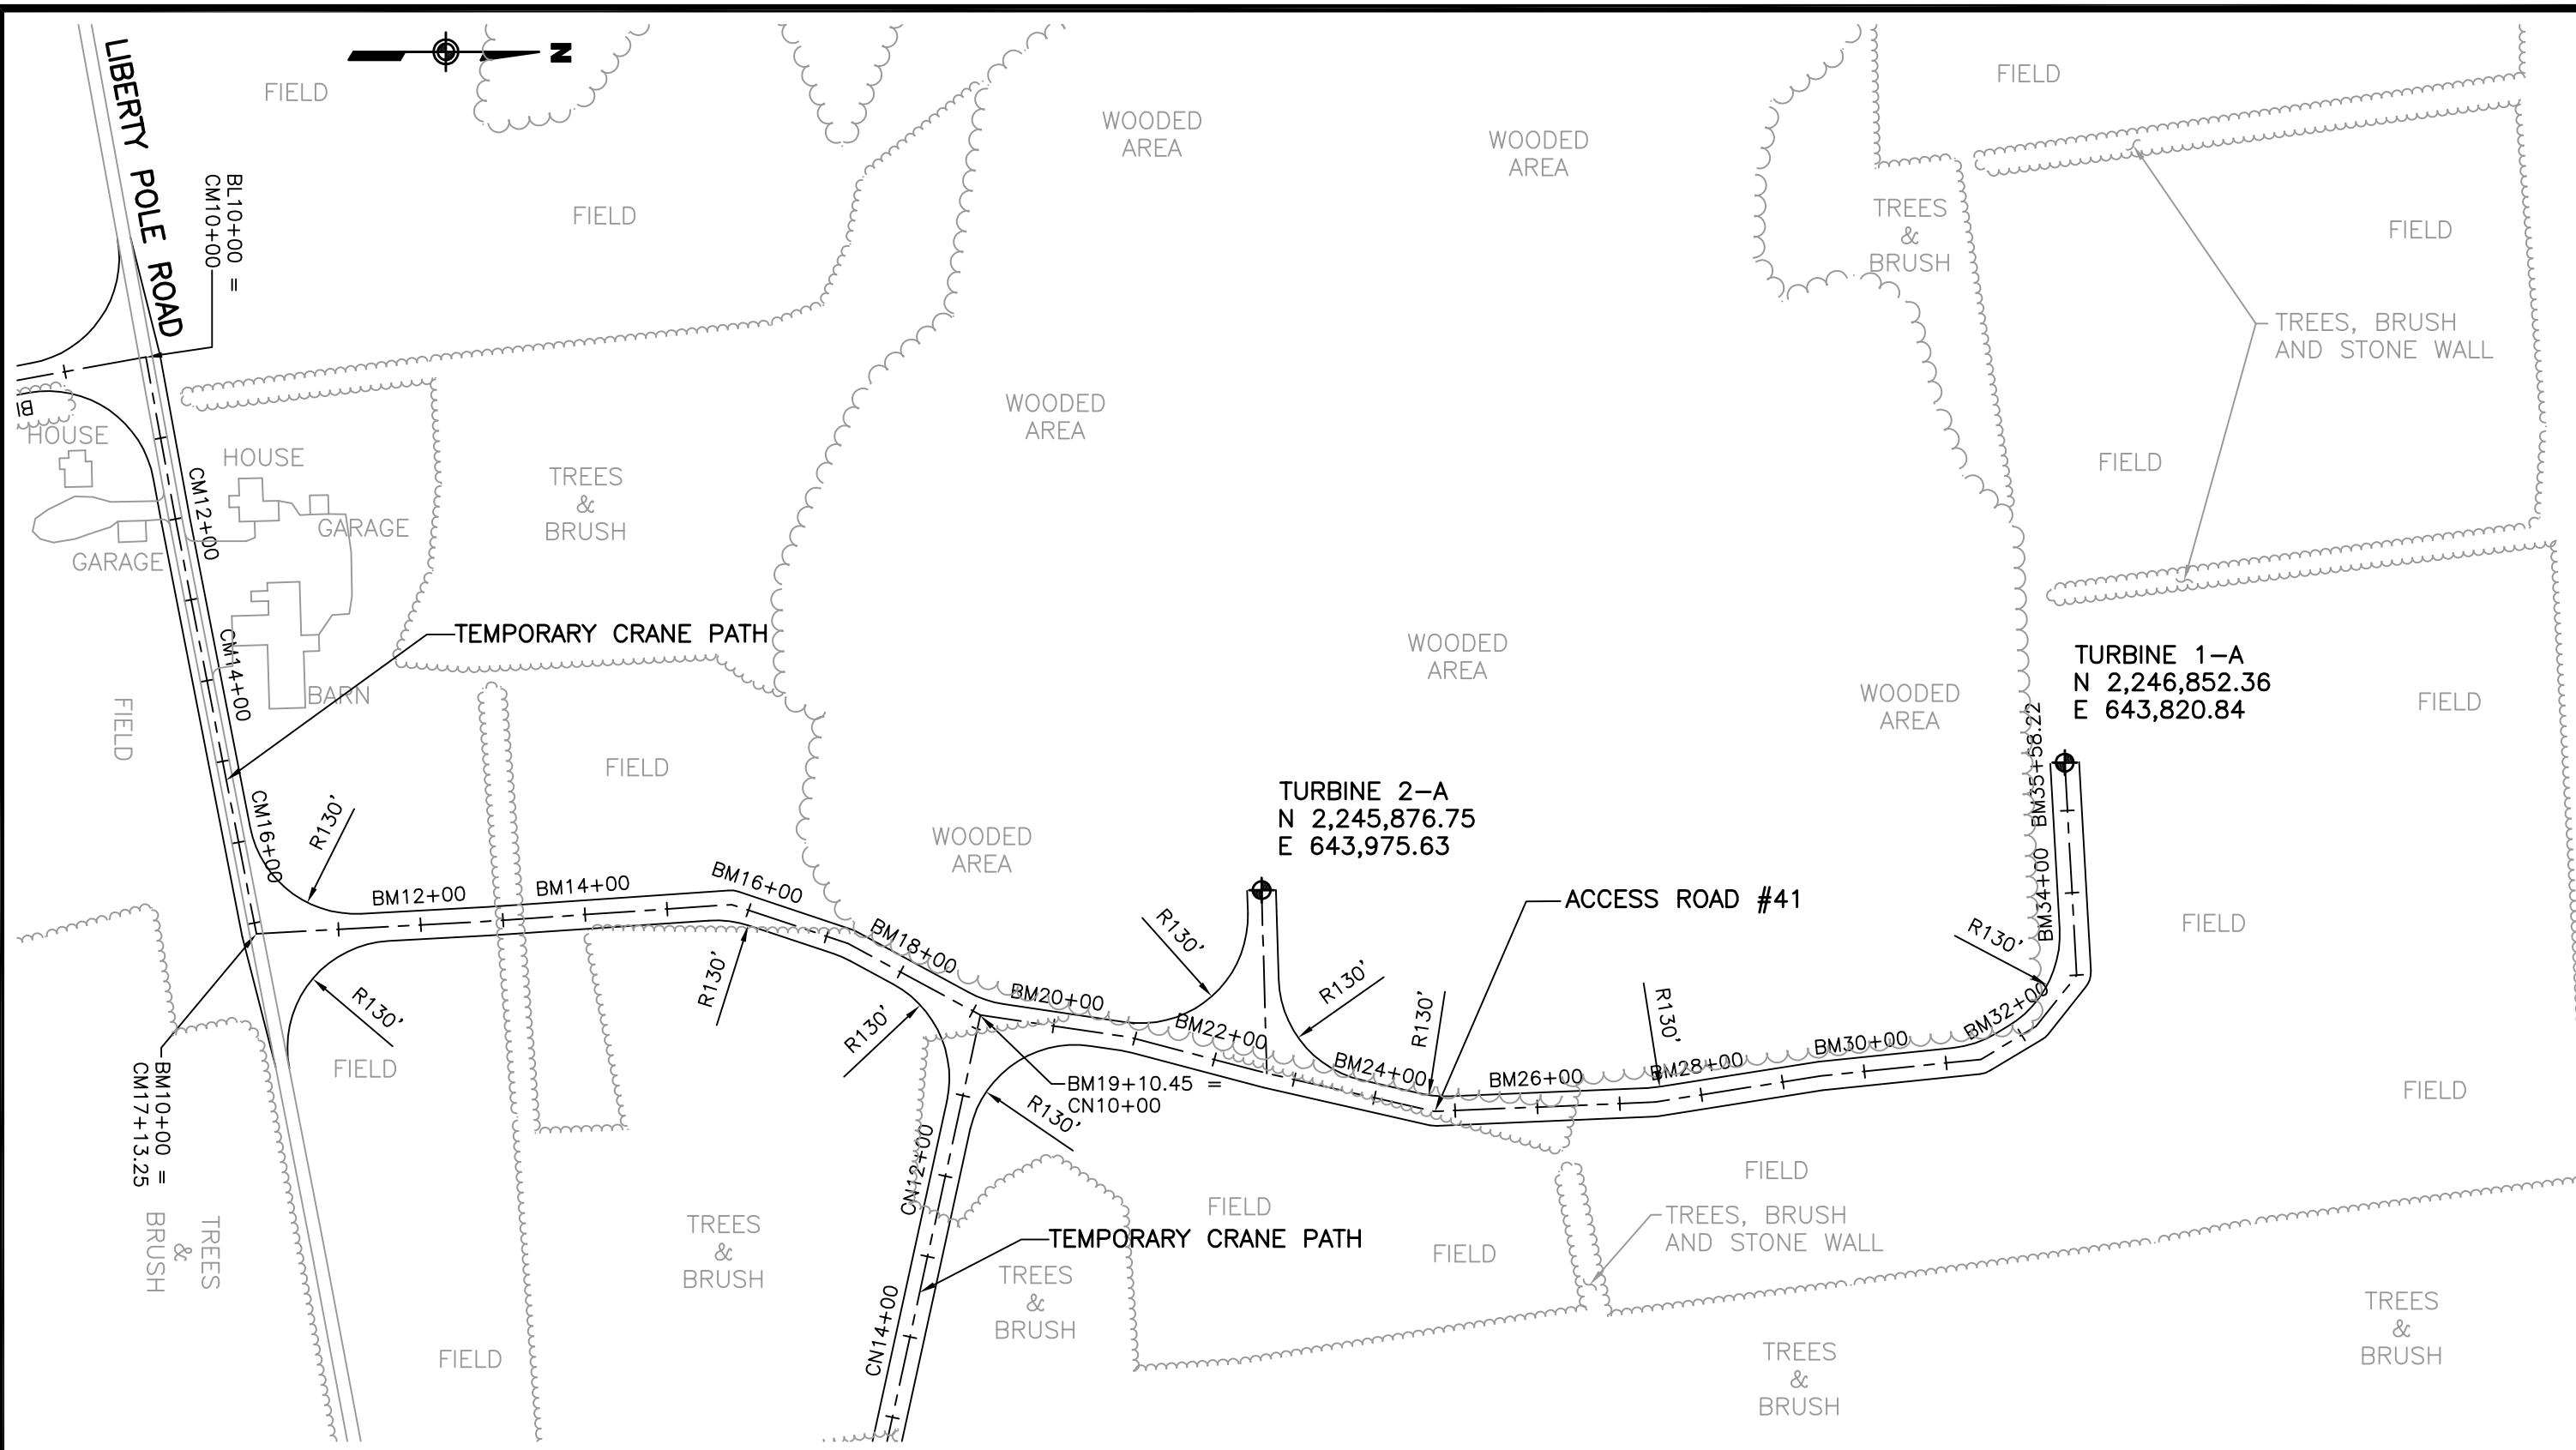 LIBERTY POLE ROAD
N
FIELD
BL10+00 =
CM10+00
FIELD
WOODED
AREA
WOODED
AREA
FIELD
TREES
&
BRUSH
FIELD
TREES, BRUSH
AND STONE WALL
WOODED
AREA
HOUSE
HOUSE
GARAGE
GARAGE
BARN
CM12+00
CM14+00
CM16+00
TREES
&
BRUSH
TEMPORARY CRANE PATH
FIELD
FIELD
WOODED
AREA
WOODED
AREA
TURBINE 1-A
N 2,246,852.36
E 643,820.84
FIELD
FIELD
FIELD
WOODED
AREA
TURBINE 2-A
N 2,245,876.75
E 643,975.63
ACCESS ROAD #41
R130'
BM12+00
BM14+00
BM16+00
BM18+00
BM20+00
BM22+00
BM24+00
BM26+00
BM28+00
BM30+00
BM32+00
BM34+00
BM35+58.22
R130'
R130'
R130'
R130'
R130'
R130'
R130'
R130'
R130'
BM19+10.45 =
CN10+00
BM10+00 =
CM17+13.25
FIELD
CN12+00
CN14+00
TREES
&
BRUSH
TREES
&
BRUSH
TEMPORARY CRANE PATH
TREES
&
BRUSH
FIELD
FIELD
FIELD
TREES, BRUSH
AND STONE WALL
FIELD
FIELD
TREES
&
BRUSH
TREES
&
BRUSH